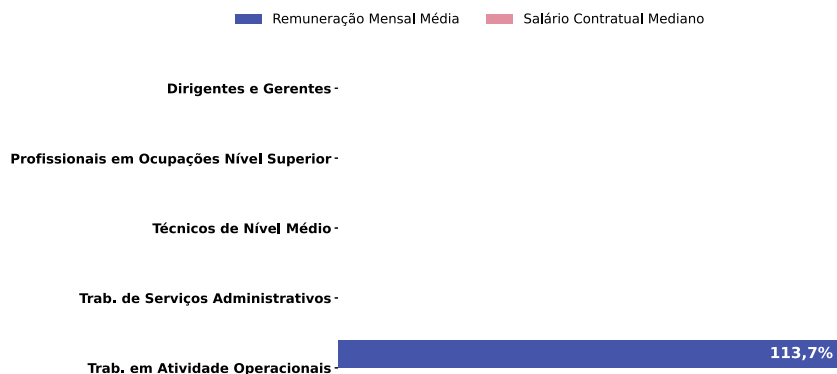 Remuneração Mensal Média Salário Contratual Mediano
Dirigentes e Gerentes
Profissionais em Ocupações Nível Superior
Técnicos de Nível Médio
Trab. de Serviços Administrativos
113,7%
Trab. em Atividade Operacionais